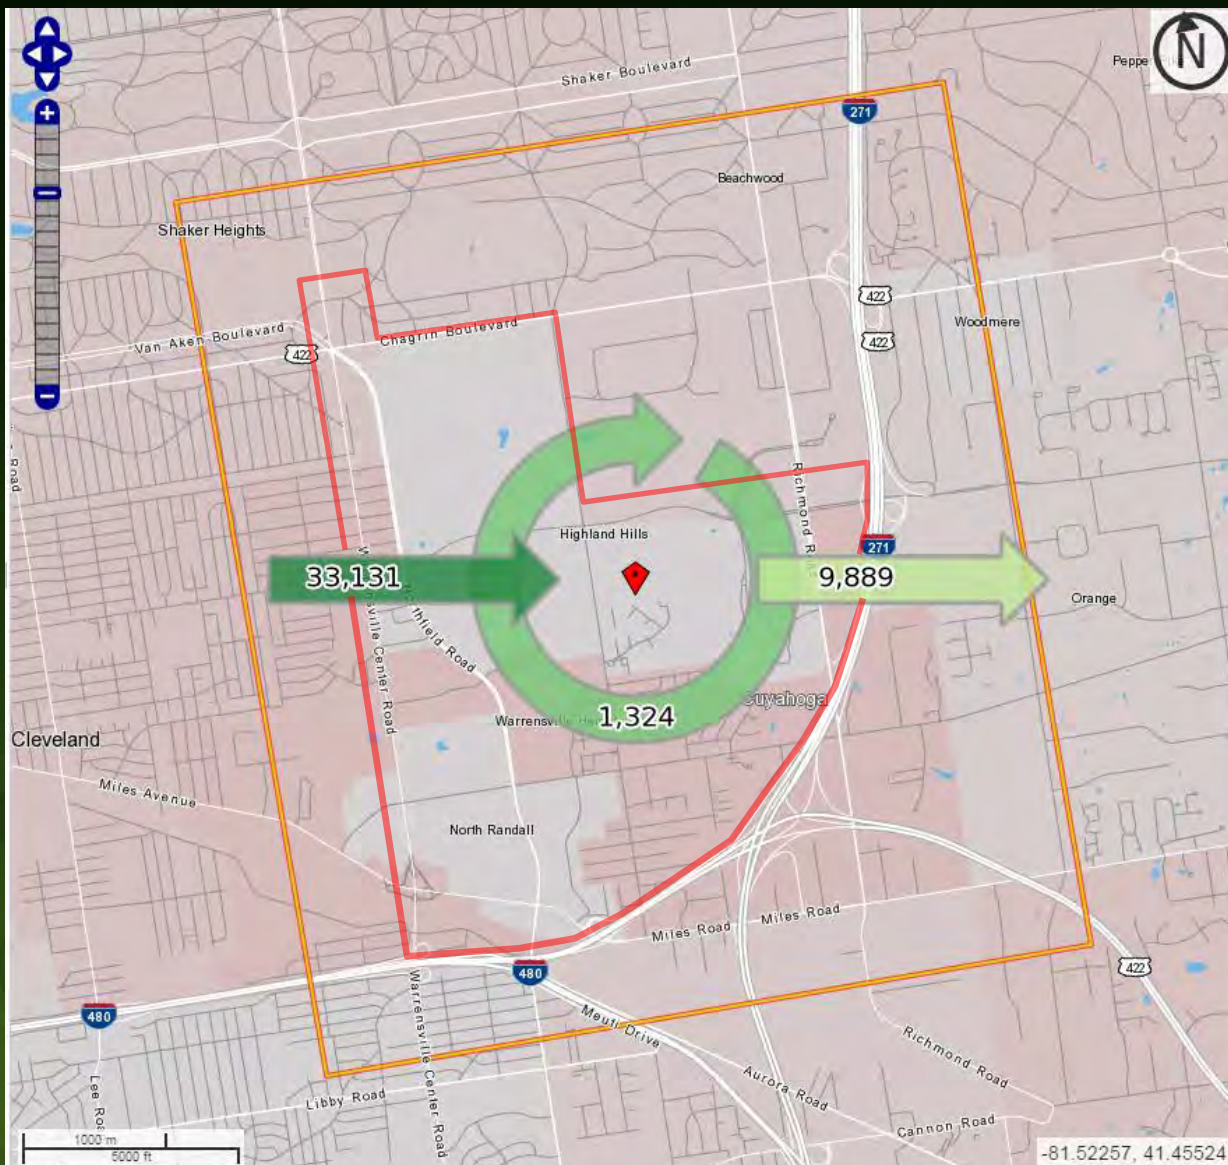 N
Pepper
Shaker Boulevard
271
Beachwood
Shaker Heights
422
Woodmere
Van Aken Boulevard
Chagrin Boulevard
422
422
Road
Richmond
Highland Hills
33,131
9,889
271
Orange
Northfield Road
Warrensville Center Road
Cuyahoga
1,324
Cleveland
Miles Avenue
North Randall
Miles Road
Miles Road
480
422
480
Warrensville Center Road
Meuti Drive
Richmond Road
Aurora Road
Lee Road
Libby Road
Cannon Road
1000 m
5000 ft
-81.52257, 41.45524